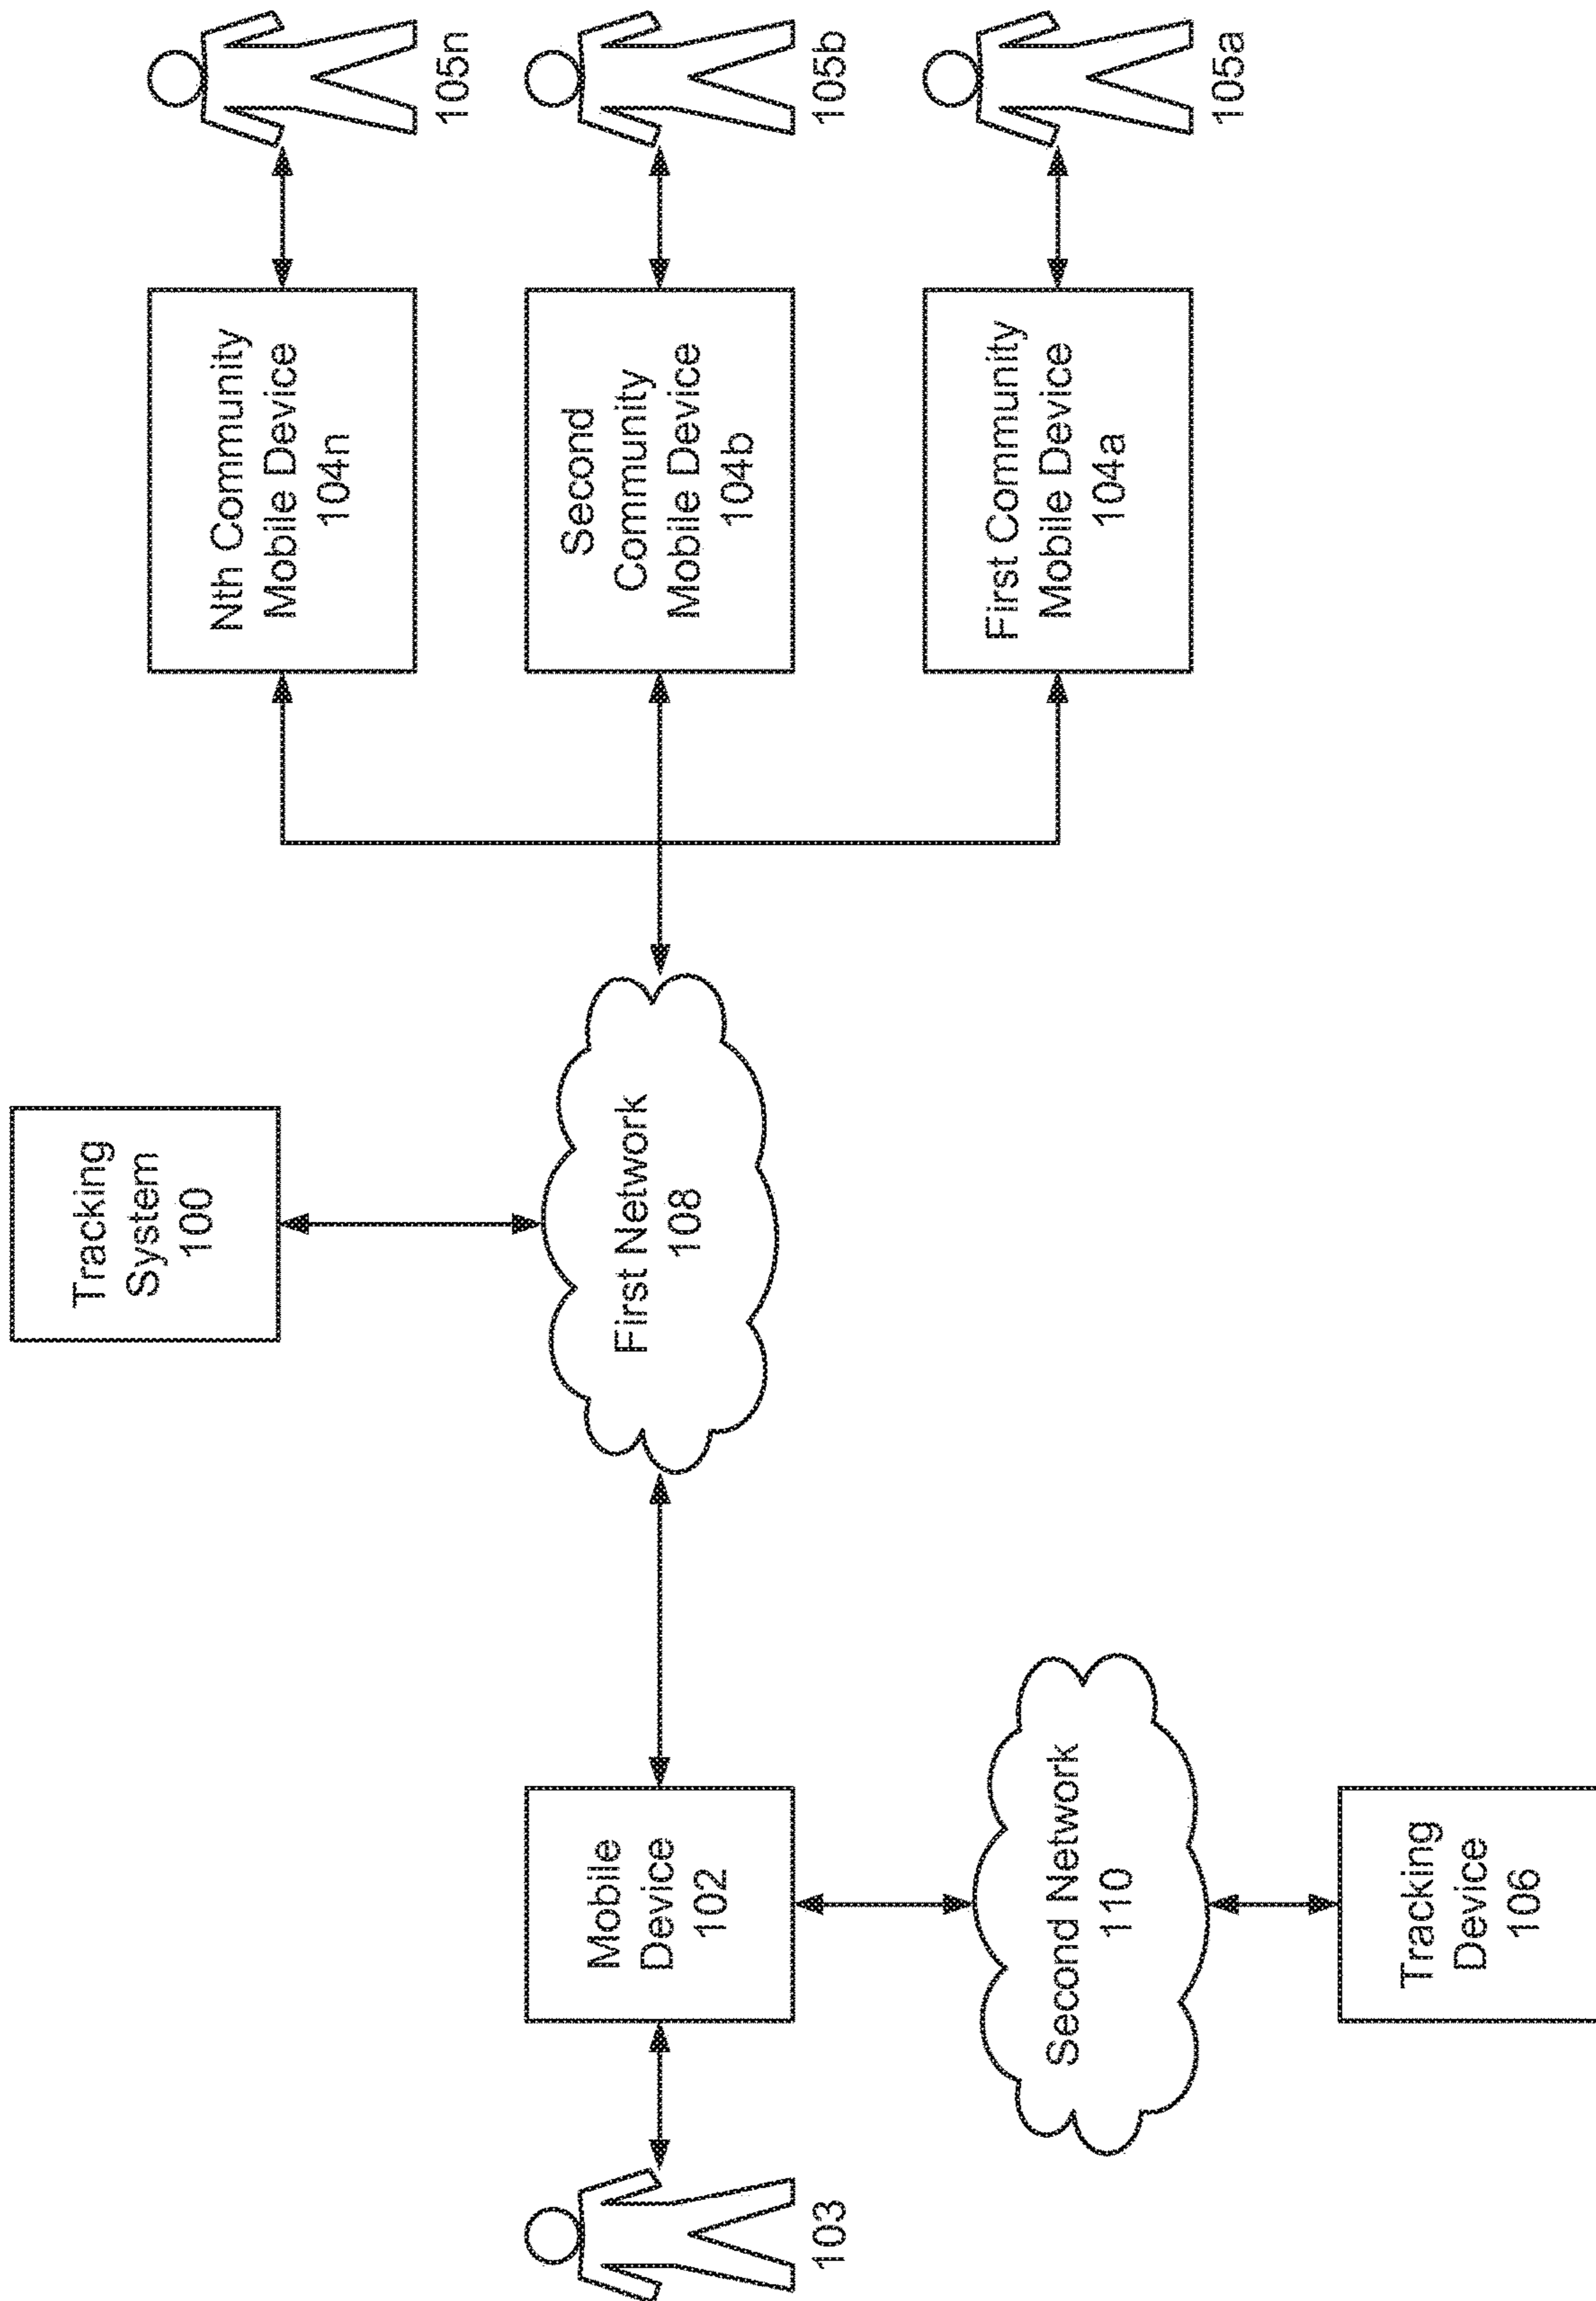 Tracking
System
100
Nth Community
Mobile Device
104n
105n
103
Mobile
Device
102
First Network
108
Second
Community
Mobile Device
104b
105b
Second Network
110
First Community
Mobile Device
104a
105a
Tracking
Device
106